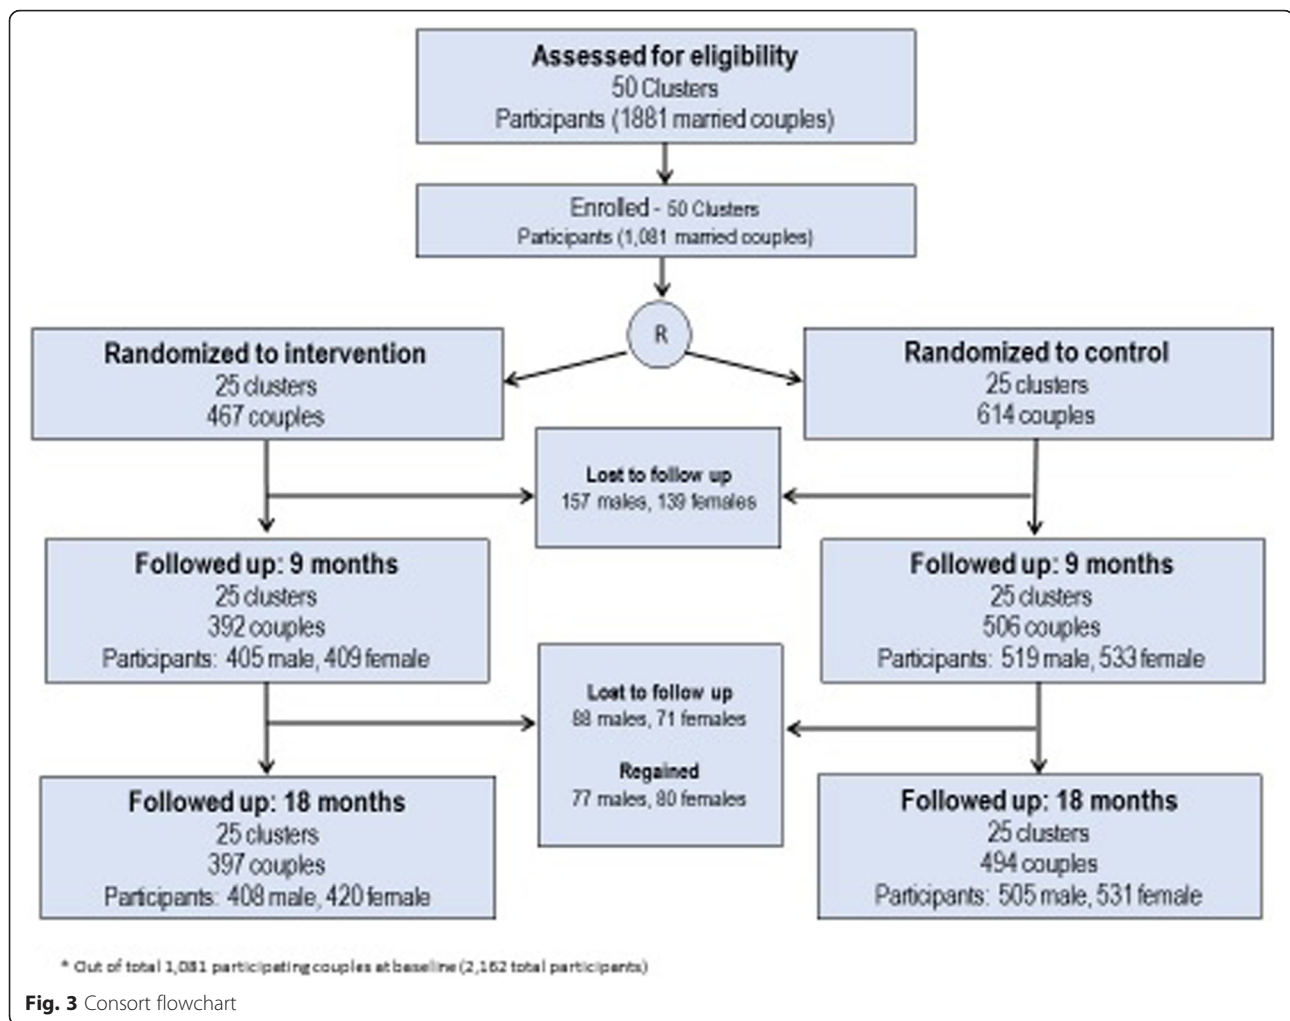 Assessed for eligibility
50 Clusters
Participants (1881 married couples)
Enrolled - 50 Clusters
Participants (1,081 married couples)
R
Randomized to intervention
25 clusters
467 couples
Randomized to control
25 clusters
614 couples
Lost to follow up
157 males, 139 females
Followed up: 9 months
25 clusters
392 couples
Participants: 405 male, 409 female
Followed up: 9 months
25 clusters
506 couples
Participants: 519 male, 533 female
Lost to follow up
88 males, 71 females
Regained
77 males, 80 females
Followed up: 18 months
25 clusters
397 couples
Participants: 408 male, 420 female
Followed up: 18 months
25 clusters
494 couples
Participants: 505 male, 531 female
* Out of total 1,081 participating couples at baseline (2,162 total participants)
Fig. 3 Consort flowchart